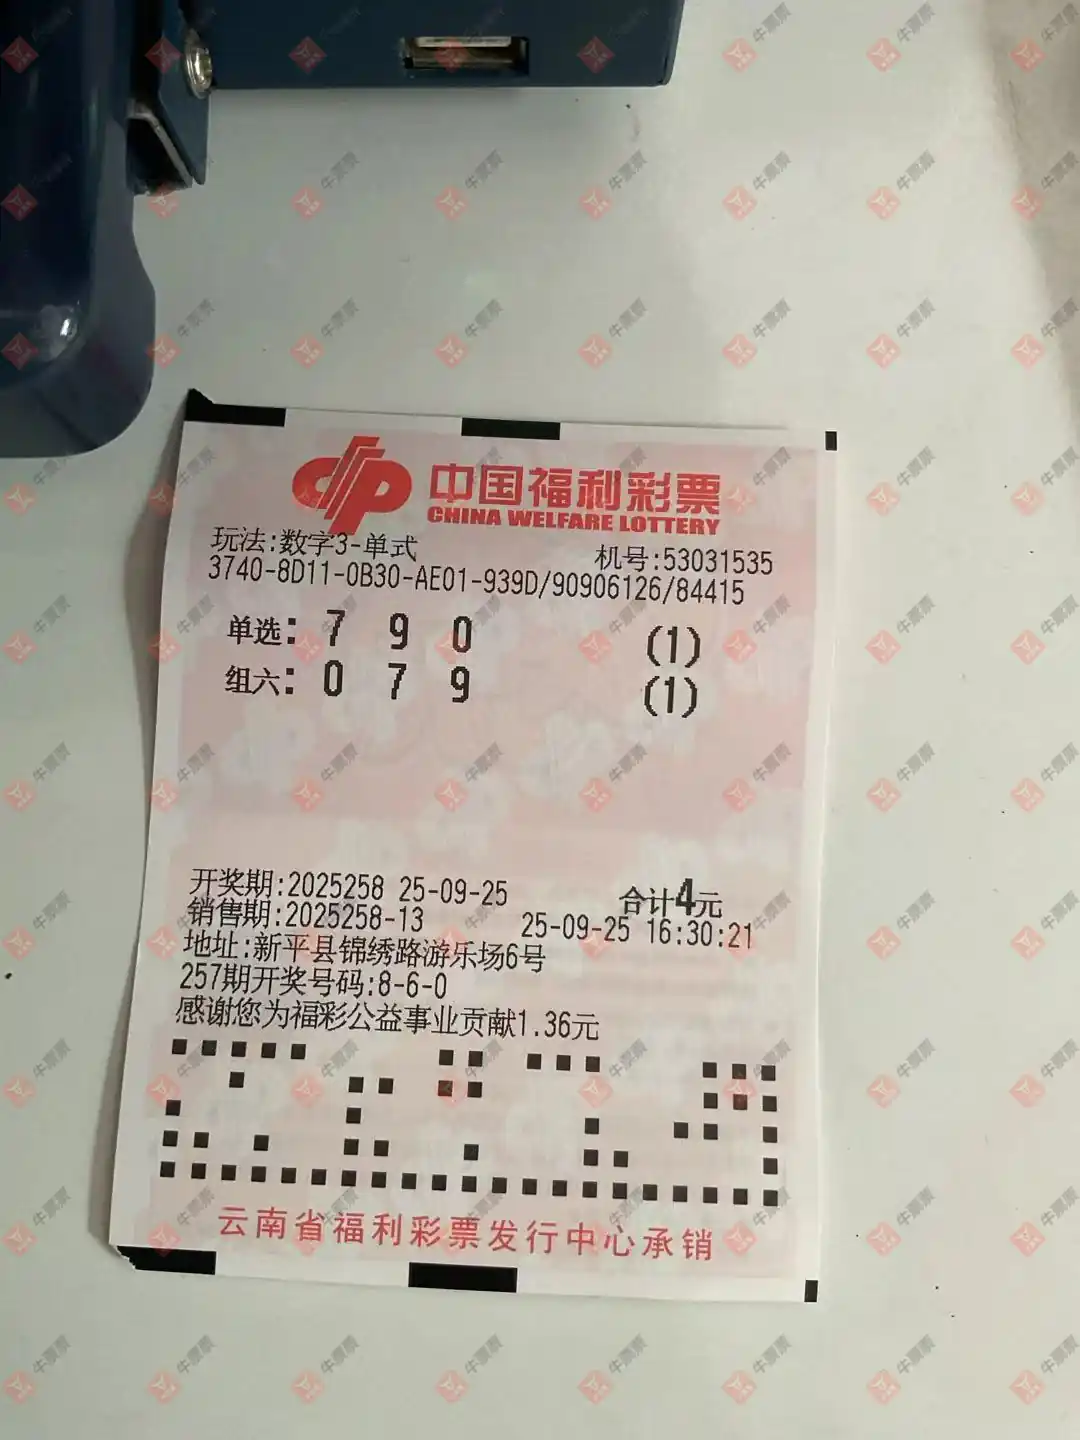 中国福利彩票
CHINA WELFARE LOTTERY
玩法:数字3-单式 机号:53031535
3740-8D11-0B30-AE01-939D/90906126/84415
单选: 7 9 0 (1)
组六: 0 7 9 (1)
开奖期:2025258 25-09-25 合计4元
销售期:2025258-13 25-09-25 16:30:21
地址:新平县锦绣路游乐场6号
257期开奖号码:8-6-0
感谢您为福彩公益事业贡献1.36元
云南省福利彩票发行中心承销
牛票票